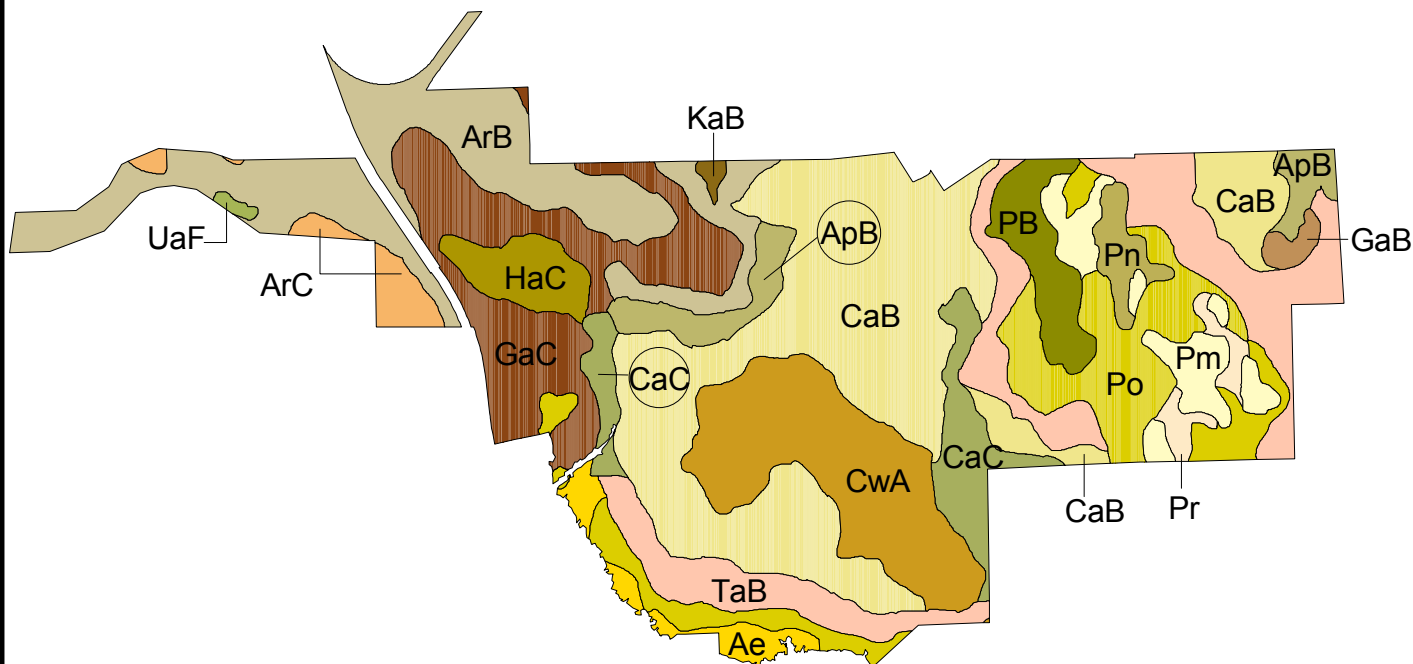 KaB
ArB
ApB
CaB
PB
ApB
UaF
GaB
Pn
ArC
HaC
CaB
GaC
CaC
Pm
Po
CwA
CaC
CaB
Pr
TaB
Ae